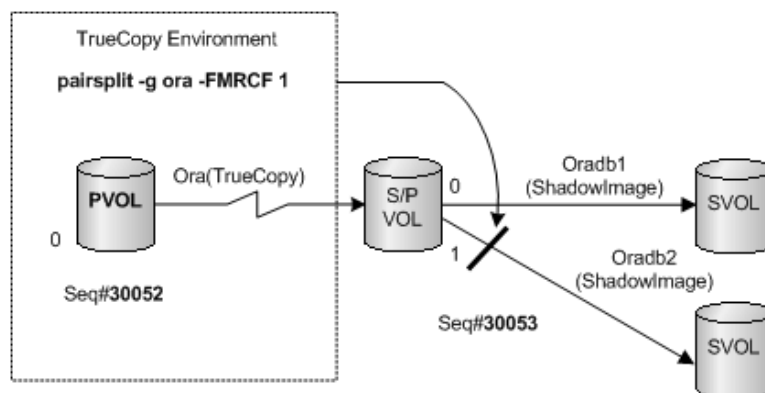 TrueCopy Environment
pairsplit -g ora -FMRCF 1
Ora(TrueCopy)
PVOL
0
Seq#30052
S/P
VOL
0
1
Oradb1
(ShadowImage)
SVOL
Oradb2
(ShadowImage)
Seq#30053
SVOL